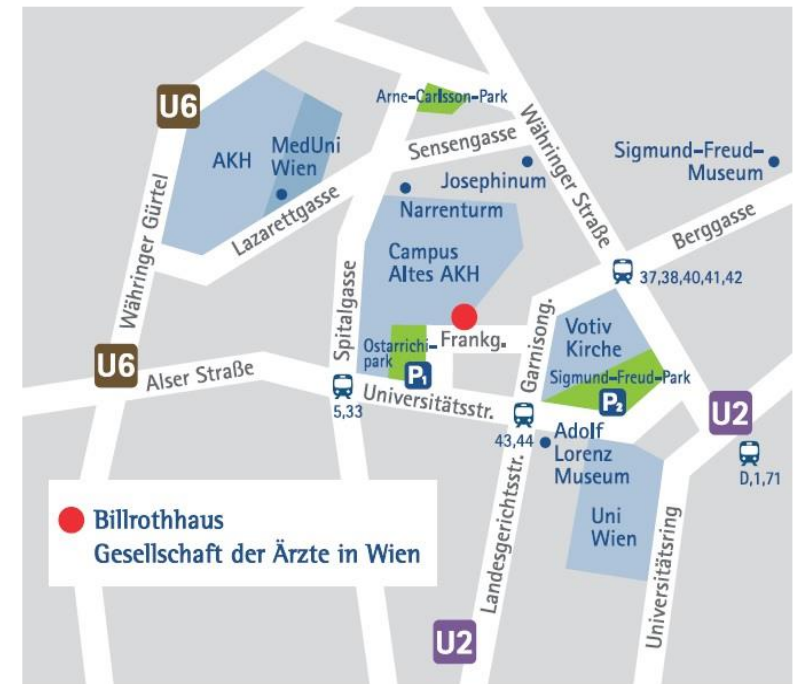 U6
Arne-Carlsson-Park
AKH
MedUni
Wien
Sensengasse
Währinger Straße
Sigmund-Freud-
Museum
Josephinum
Narrenturm
Lazarettgasse
Währinger Gürtel
Campus
Altes AKH
Berggasse
37,38,40,41,42
Spitalgasse
Garnisong.
Votiv
Kirche
Ostarrichi-
park
Frankg.
U6
Alser Straße
P1
Sigmund-Freud-Park
P2
5,33
Universitätsstr.
U2
43,44
Adolf
Lorenz
Museum
D,1,71
Landesgerichtsstr.
Uni
Wien
Universitätsring
Billrothhaus
Gesellschaft der Ärzte in Wien
U2